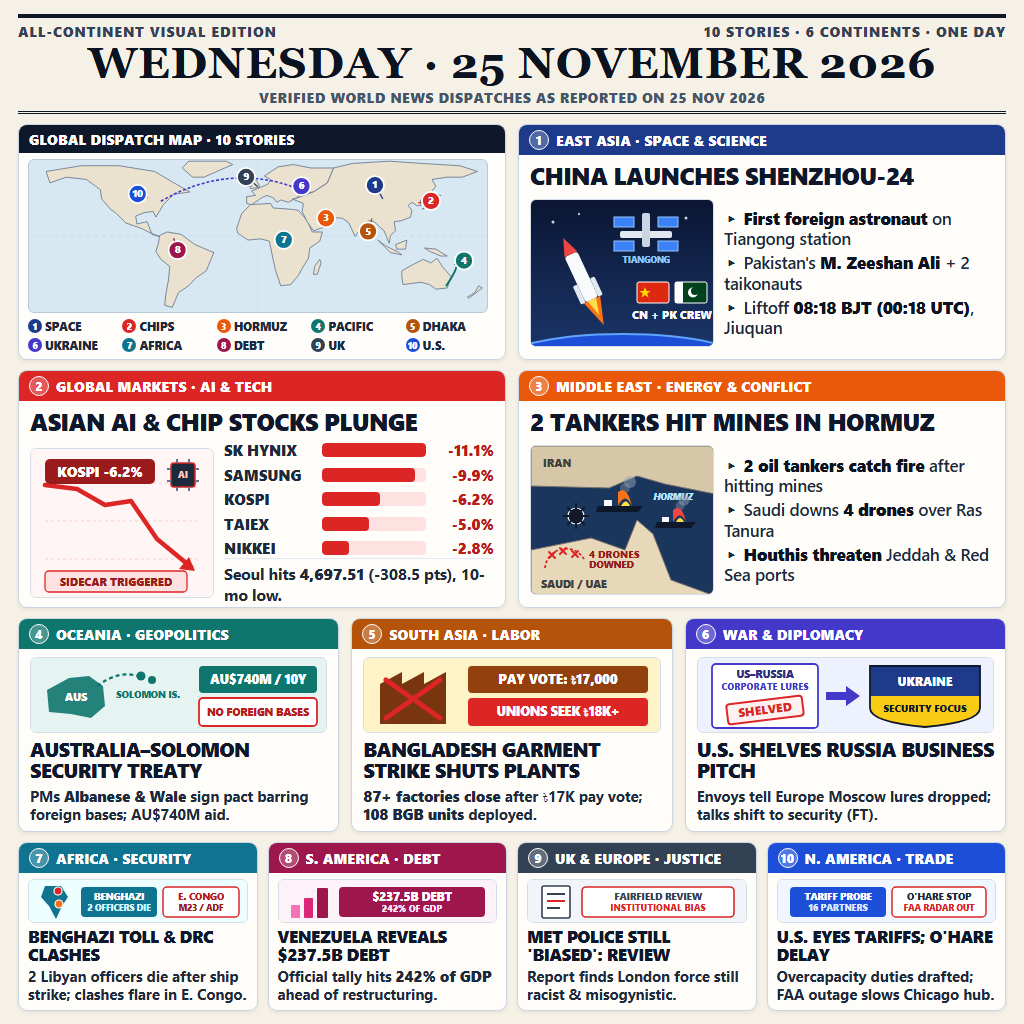 ALL-CONTINENT VISUAL EDITION
10 STORIES · 6 CONTINENTS · ONE DAY
WEDNESDAY · 25 NOVEMBER 2026
VERIFIED WORLD NEWS DISPATCHES AS REPORTED ON 25 NOV 2026
GLOBAL DISPATCH MAP · 10 STORIES
10
9
6
1
2
3
7
5
8
4
1 SPACE
2 CHIPS
3 HORMUZ
4 PACIFIC
5 DHAKA
6 UKRAINE
7 AFRICA
8 DEBT
9 UK
10 U.S.
1 EAST ASIA · SPACE & SCIENCE
CHINA LAUNCHES SHENZHOU-24
TIANGONG
CN + PK CREW
▸ First foreign astronaut on
Tiangong station
▸ Pakistan's M. Zeeshan Ali + 2
taikonauts
▸ Liftoff 08:18 BJT (00:18 UTC),
Jiuquan
2 GLOBAL MARKETS · AI & TECH
ASIAN AI & CHIP STOCKS PLUNGE
KOSPI -6.2%
AI
SIDECAR TRIGGERED
SK HYNIX -11.1%
SAMSUNG -9.9%
KOSPI -6.2%
TAIEX -5.0%
NIKKEI -2.8%
Seoul hits 4,697.51 (-308.5 pts), 10-
mo low.
3 MIDDLE EAST · ENERGY & CONFLICT
2 TANKERS HIT MINES IN HORMUZ
IRAN
HORMUZ
4 DRONES
DOWNED
SAUDI / UAE
▸ 2 oil tankers catch fire after
hitting mines
▸ Saudi downs 4 drones over Ras
Tanura
▸ Houthis threaten Jeddah & Red
Sea ports
4 OCEANIA · GEOPOLITICS
AUS
SOLOMON IS.
AU$740M / 10Y
NO FOREIGN BASES
AUSTRALIA–SOLOMON
SECURITY TREATY
PMs Albanese & Wale sign pact barring
foreign bases; AU$740M aid.
5 SOUTH ASIA · LABOR
PAY VOTE: ৳17,000
UNIONS SEEK ৳18K+
BANGLADESH GARMENT
STRIKE SHUTS PLANTS
87+ factories close after ৳17K pay vote;
108 BGB units deployed.
6 WAR & DIPLOMACY
US–RUSSIA
CORPORATE LURES
SHELVED
UKRAINE
SECURITY FOCUS
U.S. SHELVES RUSSIA BUSINESS
PITCH
Envoys tell Europe Moscow lures dropped;
talks shift to security (FT).
7 AFRICA · SECURITY
BENGHAZI
2 OFFICERS DIE
E. CONGO
M23 / ADF
BENGHAZI TOLL & DRC
CLASHES
2 Libyan officers die after ship
strike; clashes flare in E. Congo.
8 S. AMERICA · DEBT
$237.5B DEBT
242% OF GDP
VENEZUELA REVEALS
$237.5B DEBT
Official tally hits 242% of GDP
ahead of restructuring.
9 UK & EUROPE · JUSTICE
FAIRFIELD REVIEW
INSTITUTIONAL BIAS
MET POLICE STILL
'BIASED': REVIEW
Report finds London force still
racist & misogynistic.
10 N. AMERICA · TRADE
TARIFF PROBE
16 PARTNERS
O'HARE STOP
FAA RADAR OUT
U.S. EYES TARIFFS; O'HARE
DELAY
Overcapacity duties drafted;
FAA outage slows Chicago hub.